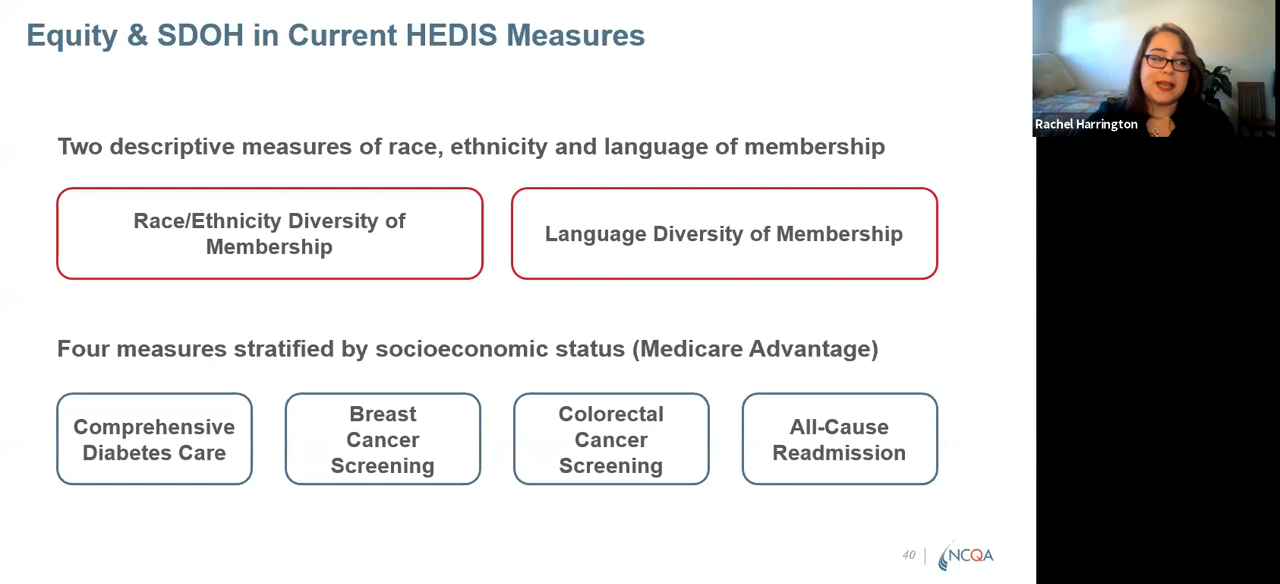 Equity & SDOH in Current HEDIS Measures
Rachel Harrington
Two descriptive measures of race, ethnicity and language of membership
Race/Ethnicity Diversity of
Membership
Language Diversity of Membership
Four measures stratified by socioeconomic status (Medicare Advantage)
Comprehensive
Diabetes Care
Breast
Cancer
Screening
Colorectal
Cancer
Screening
All-Cause
Readmission
40
NCQA